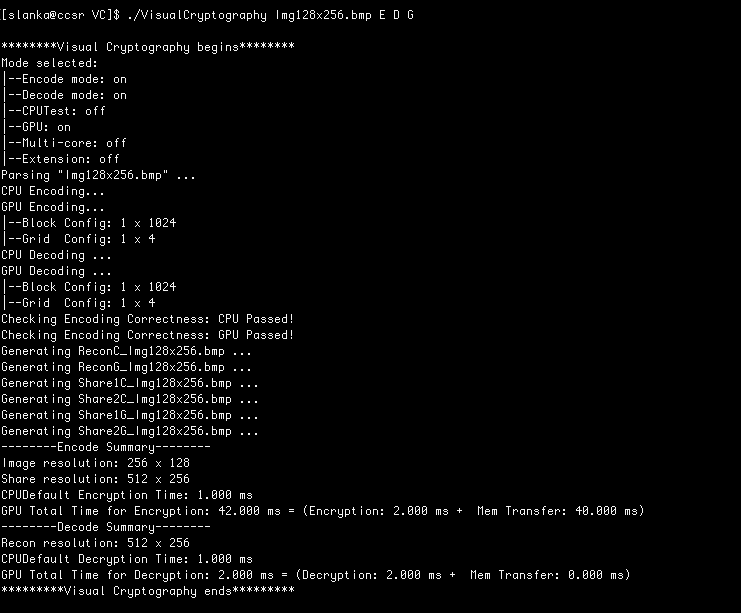 [slanka@ccsr VC]$ ./VisualCryptography Img128x256.bmp E D G
********Visual Cryptography begins********
Mode selected:
|--Encode mode: on
|--Decode mode: on
|--CPUTest: off
|--GPU: on
|--Multi-core: off
|--Extension: off
Parsing "Img128x256.bmp" ...
CPU Encoding...
GPU Encoding...
|--Block Config: 1 x 1024
|--Grid  Config: 1 x 4
CPU Decoding ...
GPU Decoding ...
|--Block Config: 1 x 1024
|--Grid  Config: 1 x 4
Checking Encoding Correctness: CPU Passed!
Checking Encoding Correctness: GPU Passed!
Generating ReconC_Img128x256.bmp ...
Generating ReconG_Img128x256.bmp ...
Generating Share1C_Img128x256.bmp ...
Generating Share2C_Img128x256.bmp ...
Generating Share1G_Img128x256.bmp ...
Generating Share2G_Img128x256.bmp ...
--------Encode Summary--------
Image resolution: 256 x 128
Share resolution: 512 x 256
CPUDefault Encryption Time: 1.000 ms
GPU Total Time for Encryption: 42.000 ms = (Encryption: 2.000 ms +  Mem Transfer: 40.000 ms)
--------Decode Summary--------
Recon resolution: 512 x 256
CPUDefault Decryption Time: 1.000 ms
GPU Total Time for Decryption: 2.000 ms = (Decryption: 2.000 ms +  Mem Transfer: 0.000 ms)
*********Visual Cryptography ends*********